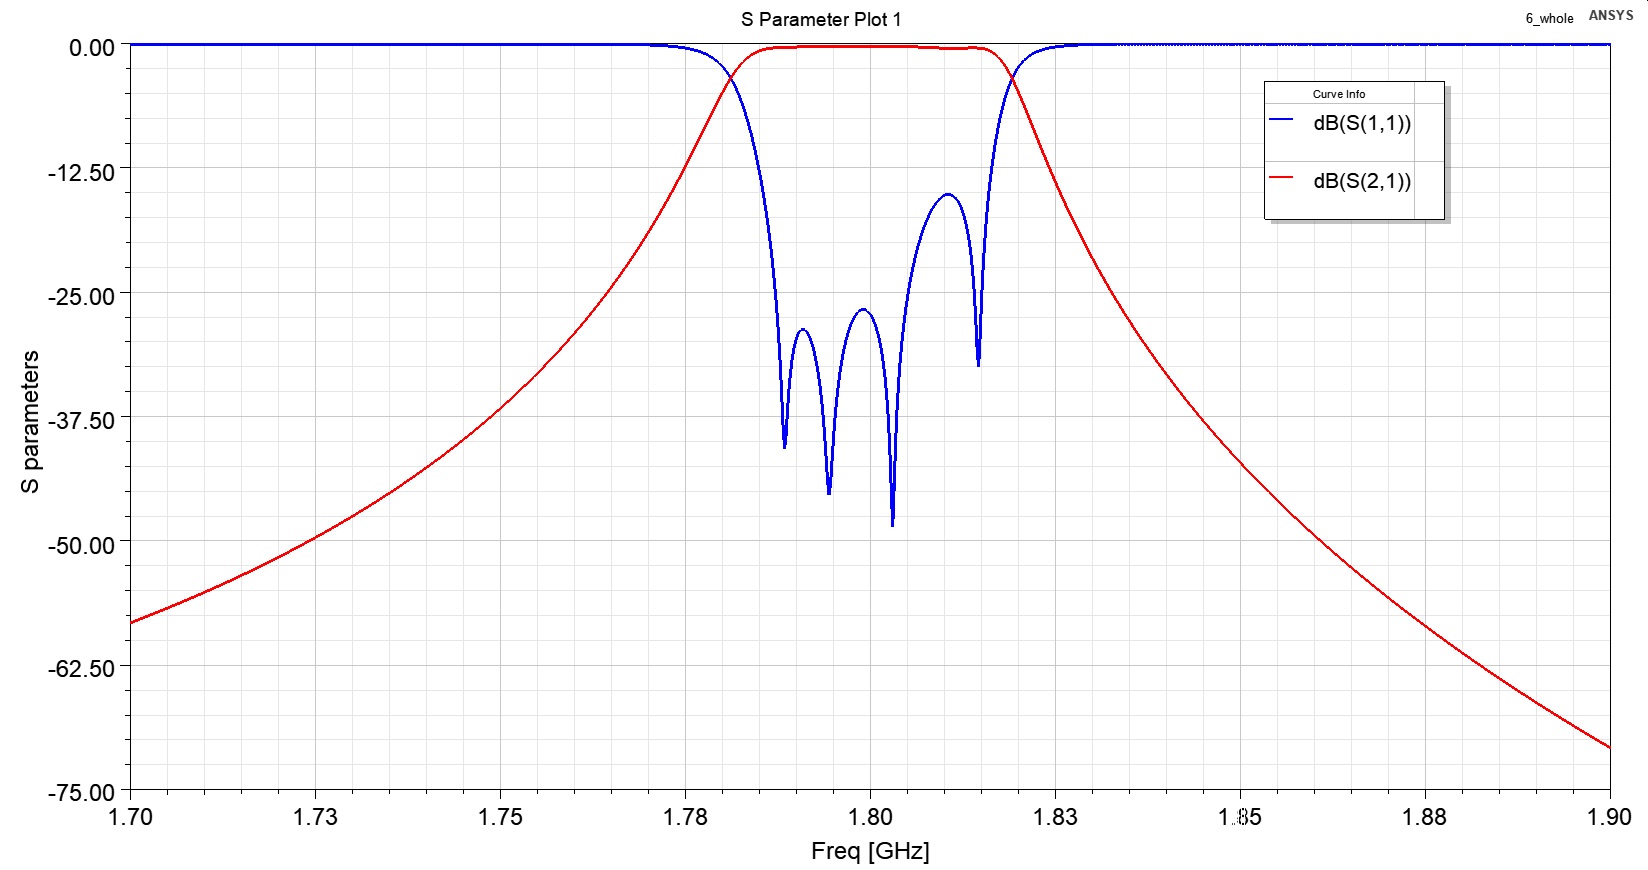 S Parameter Plot 1
6_whole
ANSYS
0.00
-12.50
-25.00
-37.50
-50.00
-62.50
-75.00
S parameters
Curve Info
dB(S(1,1))
dB(S(2,1))
1.70
1.73
1.75
1.78
1.80
1.83
1.85
1.88
1.90
Freq [GHz]